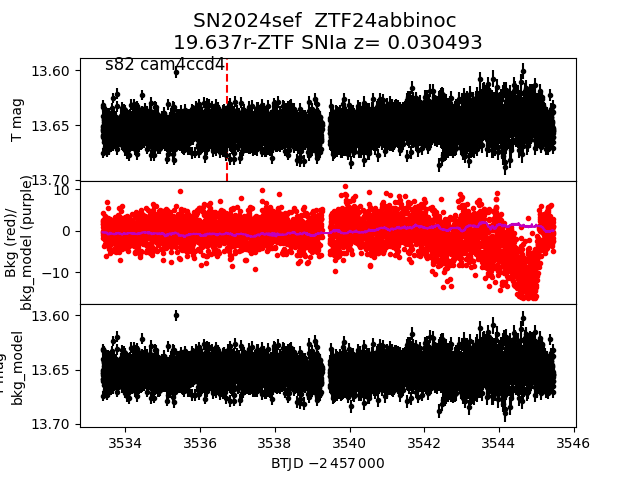 SN2024sef  ZTF24abbinoc
19.637r-ZTF SNIa z= 0.030493
s82 cam4ccd4
T mag
13.60
13.65
13.70
Bkg (red)/
bkg_model (purple)
10
0
−10
bkg_model
13.60
13.65
13.70
3534 3536 3538 3540 3542 3544 3546
BTJD −2 457 000